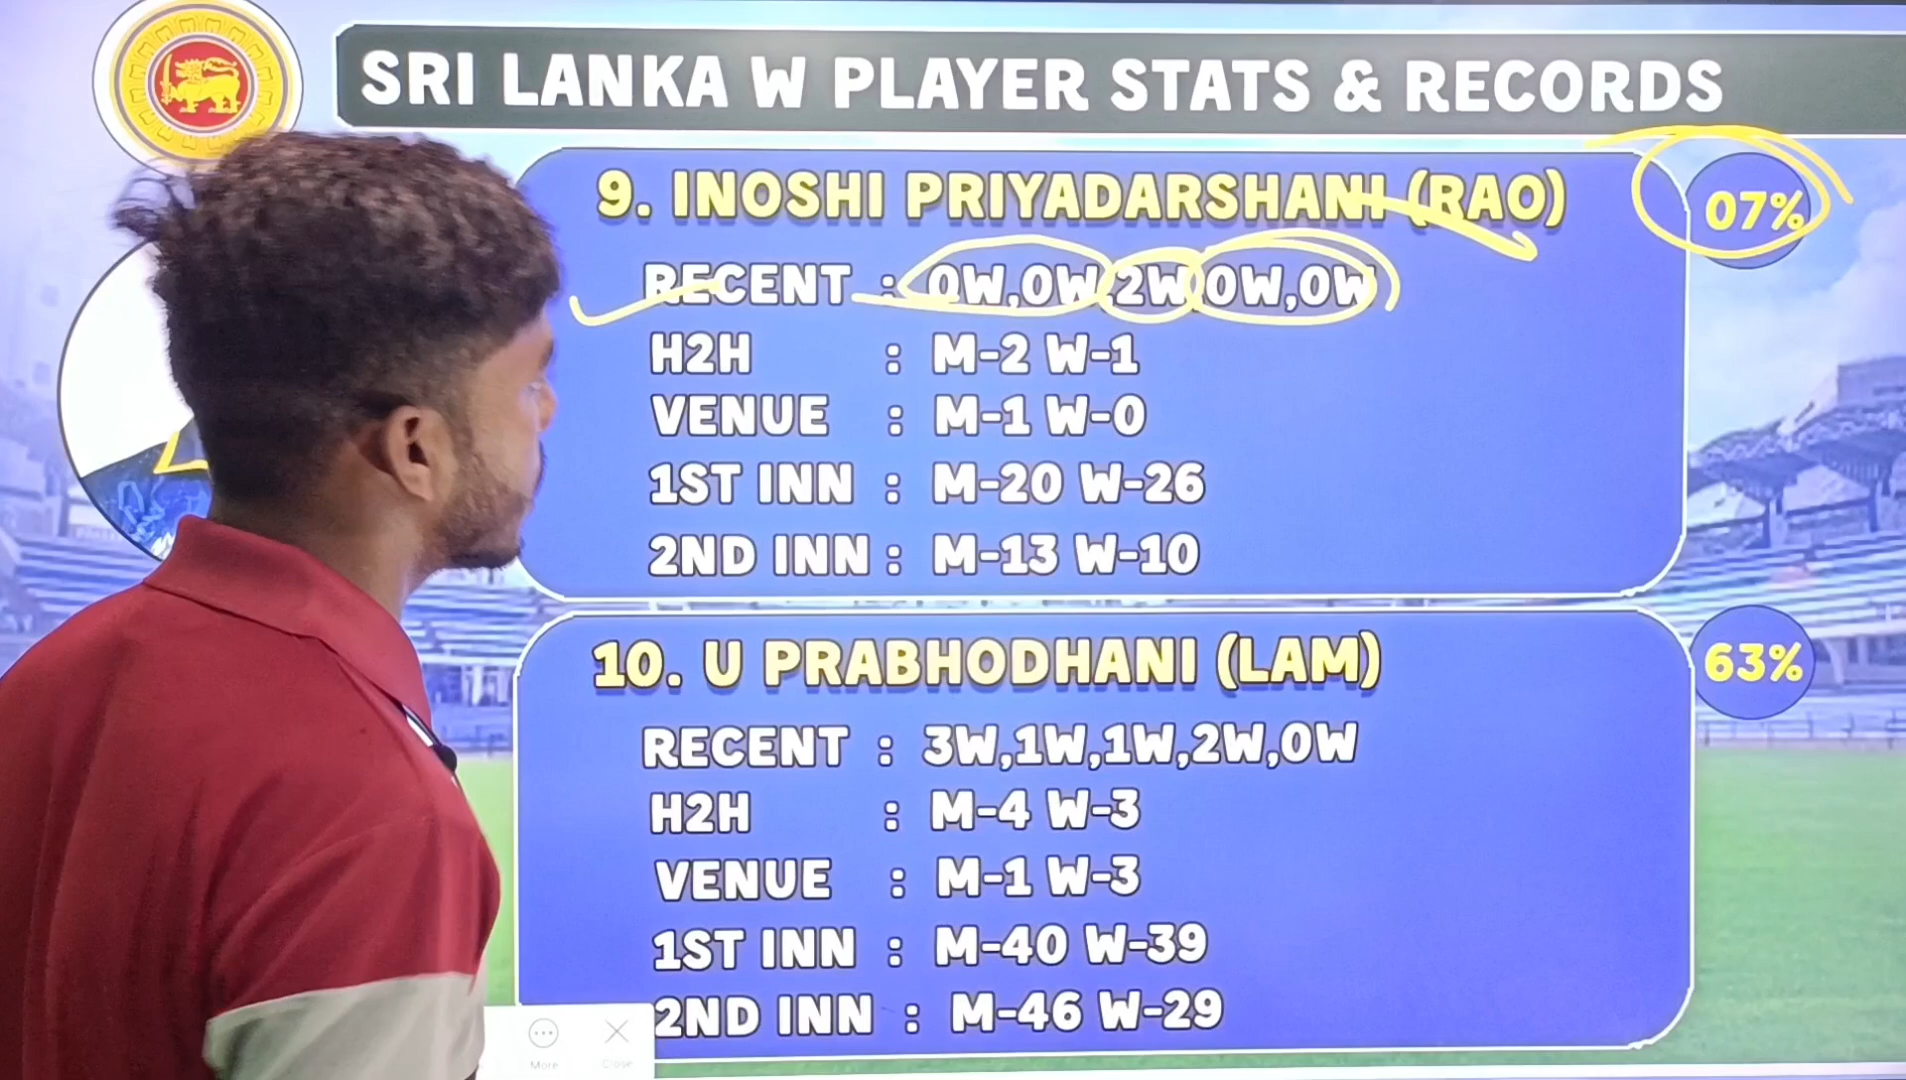 SRI LANKA W PLAYER STATS & RECORDS
9. INOSHI PRIYADARSHANI (RAO)
07%
RECENT : 0W,0W,2W,0W,0W
H2H : M-2 W-1
VENUE : M-1 W-0
1ST INN : M-20 W-26
2ND INN : M-13 W-10
10. U PRABHODHANI (LAM)
63%
RECENT : 3W,1W,1W,2W,0W
H2H : M-4 W-3
VENUE : M-1 W-3
1ST INN : M-40 W-39
2ND INN : M-46 W-29
More Close